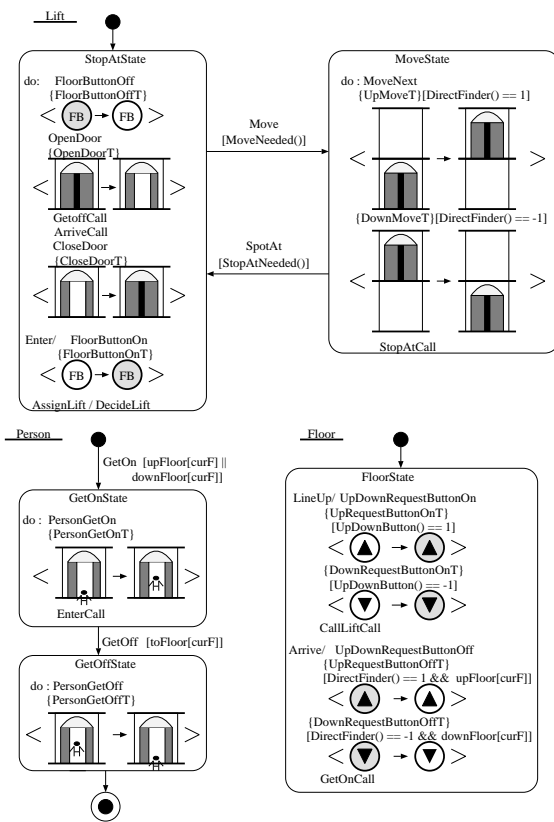 Lift
StopAtState
do: FloorButtonOff
{FloorButtonOffT}
FB FB
OpenDoor
{OpenDoorT}
GetoffCall
ArriveCall
CloseDoor
{CloseDoorT}
Enter/ FloorButtonOn
{FloorButtonOnT}
FB FB
AssignLift / DecideLift
Move
[MoveNeeded()]
SpotAt
[StopAtNeeded()]
MoveState
do : MoveNext
{UpMoveT}[DirectFinder() == 1]
{DownMoveT}[DirectFinder() == -1]
StopAtCall
Person
GetOn [upFloor[curF] ||
downFloor[curF]]
GetOnState
do : PersonGetOn
{PersonGetOnT}
EnterCall
GetOff [toFloor[curF]]
GetOffState
do : PersonGetOff
{PersonGetOffT}
Floor
FloorState
LineUp/ UpDownRequestButtonOn
{UpRequestButtonOnT}
[UpDownButton() == 1]
{DownRequestButtonOnT}
[UpDownButton() == -1]
CallLiftCall
Arrive/ UpDownRequestButtonOff
{UpRequestButtonOffT}
[DirectFinder() == 1 && upFloor[curF]]
{DownRequestButtonOffT}
[DirectFinder() == -1 && downFloor[curF]]
GetOnCall